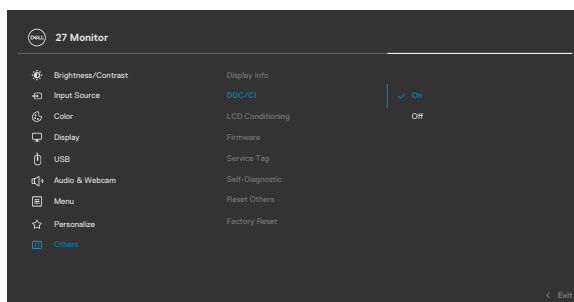 DELL 27 Monitor
Brightness/Contrast Display Info
Input Source DDC/CI On
Color LCD Conditioning Off
Display Firmware
USB Service Tag
Audio & Webcam Self-Diagnostic
Menu Reset Others
Personalize Factory Reset
Others
< Exit